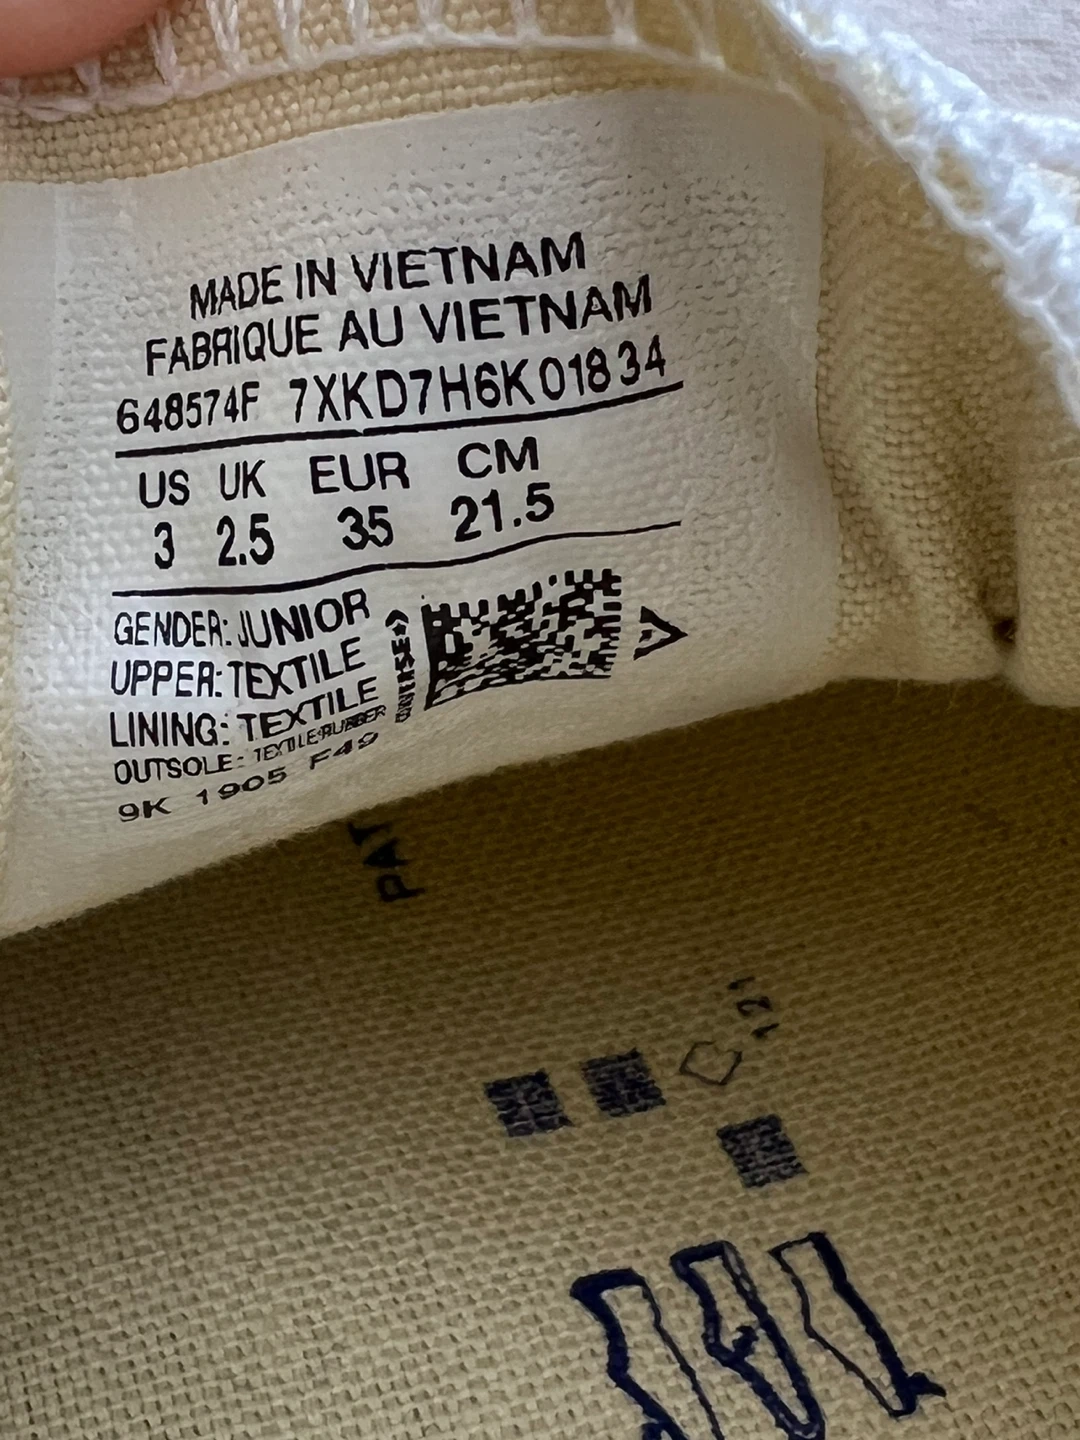 MADE IN VIETNAM
FABRIQUE AU VIETNAM
648574F 7XKD7H6K01834
US UK EUR CM
3 2.5 35 21.5
GENDER: JUNIOR
UPPER: TEXTILE
LINING: TEXTILE
OUTSOLE: TEXTILE/RUBBER
9K 1905 F49
CONVERSE
PAT
121